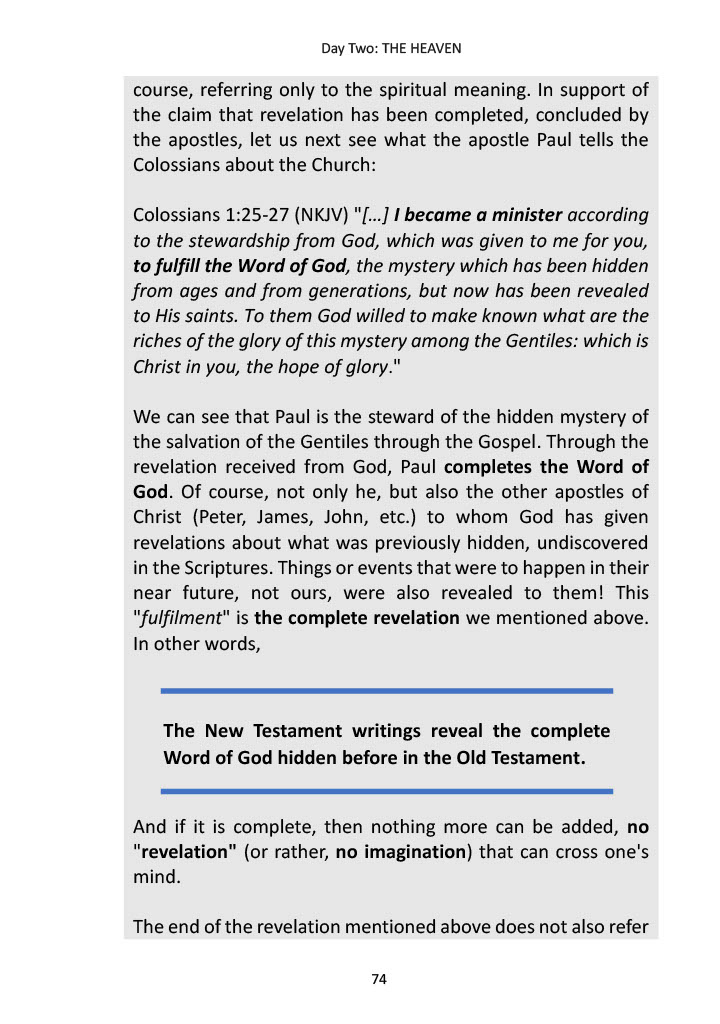 Day Two: THE HEAVEN
course, referring only to the spiritual meaning. In support of
the claim that revelation has been completed, concluded by
the apostles, let us next see what the apostle Paul tells the
Colossians about the Church:
Colossians 1:25-27 (NKJV) "[…] I became a minister according
to the stewardship from God, which was given to me for you,
to fulfill the Word of God, the mystery which has been hidden
from ages and from generations, but now has been revealed
to His saints. To them God willed to make known what are the
riches of the glory of this mystery among the Gentiles: which is
Christ in you, the hope of glory."
We can see that Paul is the steward of the hidden mystery of
the salvation of the Gentiles through the Gospel. Through the
revelation received from God, Paul completes the Word of
God. Of course, not only he, but also the other apostles of
Christ (Peter, James, John, etc.) to whom God has given
revelations about what was previously hidden, undiscovered
in the Scriptures. Things or events that were to happen in their
near future, not ours, were also revealed to them! This
"fulfilment" is the complete revelation we mentioned above.
In other words,
The New Testament writings reveal the complete
Word of God hidden before in the Old Testament.
And if it is complete, then nothing more can be added, no
"revelation" (or rather, no imagination) that can cross one's
mind.
The end of the revelation mentioned above does not also refer
74